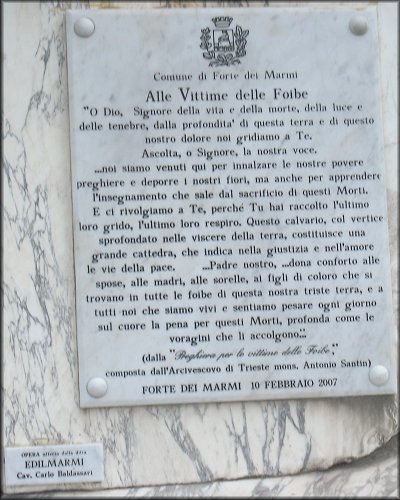 Comune di Forte dei Marmi
Alle Vittime delle Foibe
"O Dio, Signore della vita e della morte, della luce e
delle tenebre, dalla profondita' di questa terra e di questo
nostro dolore noi gridiamo a Te.
Ascolta, o Signore, la nostra voce.
...noi siamo venuti qui per innalzare le nostre povere
preghiere e deporre i nostri fiori, ma anche per apprendere
l'insegnamento che sale dal sacrificio di questi Morti.
E ci rivolgiamo a Te, perché Tu hai raccolto l'ultimo
loro grido, l'ultimo loro respiro. Questo calvario, col vertice
sprofondato nelle viscere della terra, costituisce una
grande cattedra, che indica nella giustizia e nell'amore
le vie della pace. ...Padre nostro, ...dona conforto alle
spose, alle madri, alle sorelle, ai figli di coloro che si
trovano in tutte le foibe di questa nostra triste terra, e a
tutti noi che siamo vivi e sentiamo pesare ogni giorno
sul cuore la pena per questi Morti, profonda come le
voragini che li accolgono..."
(dalla "Preghiera per le vittime delle Foibe",
composta dall'Arcivescovo di Trieste mons. Antonio Santin)
FORTE DEI MARMI 10 FEBBRAIO 2007
OPERA offerta dalla ditta
EDILMARMI
Cav. Carlo Baldassari